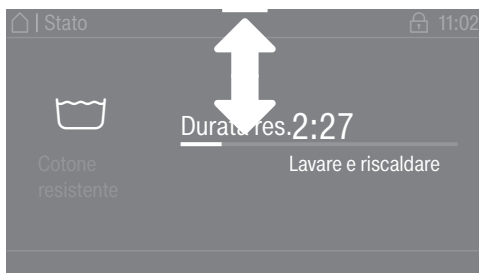 | Stato
11:02
Durata res.2:27
Lavare e riscaldare
Cotone
resistente